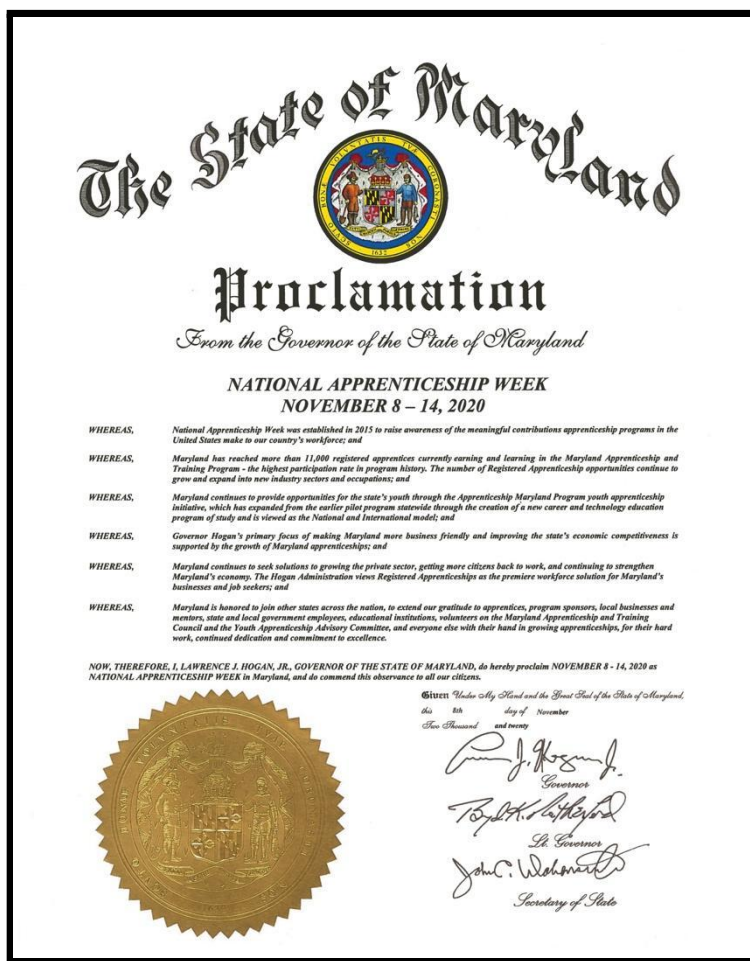 The State of Maryland
SCVTO BONÆ VOLVNTATIS TVÆ CORONASTI NOS
1632
Proclamation
From the Governor of the State of Maryland
NATIONAL APPRENTICESHIP WEEK
NOVEMBER 8 – 14, 2020
WHEREAS, National Apprenticeship Week was established in 2015 to raise awareness of the meaningful contributions apprenticeship programs in the
United States make to our country's workforce; and
WHEREAS, Maryland has reached more than 11,000 registered apprentices currently earning and learning in the Maryland Apprenticeship and
Training Program - the highest participation rate in program history. The number of Registered Apprenticeship opportunities continue to
grow and expand into new industry sectors and occupations; and
WHEREAS, Maryland continues to provide opportunities for the state's youth through the Apprenticeship Maryland Program youth apprenticeship
initiative, which has expanded from the earlier pilot program statewide through the creation of a new career and technology education
program of study and is viewed as the National and International model; and
WHEREAS, Governor Hogan's primary focus of making Maryland more business friendly and improving the state's economic competitiveness is
supported by the growth of Maryland apprenticeships; and
WHEREAS, Maryland continues to seek solutions to growing the private sector, getting more citizens back to work, and continuing to strengthen
Maryland's economy. The Hogan Administration views Registered Apprenticeships as the premiere workforce solution for Maryland's
businesses and job seekers; and
WHEREAS, Maryland is honored to join other states across the nation, to extend our gratitude to apprentices, program sponsors, local businesses and
mentors, state and local government employees, educational institutions, volunteers on the Maryland Apprenticeship and Training
Council and the Youth Apprenticeship Advisory Committee, and everyone else with their hand in growing apprenticeships, for their hard
work, continued dedication and commitment to excellence.
NOW, THEREFORE, I, LAWRENCE J. HOGAN, JR., GOVERNOR OF THE STATE OF MARYLAND, do hereby proclaim NOVEMBER 8 - 14, 2020 as
NATIONAL APPRENTICESHIP WEEK in Maryland, and do commend this observance to all our citizens.
Given Under My Hand and the Great Seal of the State of Maryland,
this 8th day of November
Two Thousand and twenty
Governor
Lt. Governor
Secretary of State